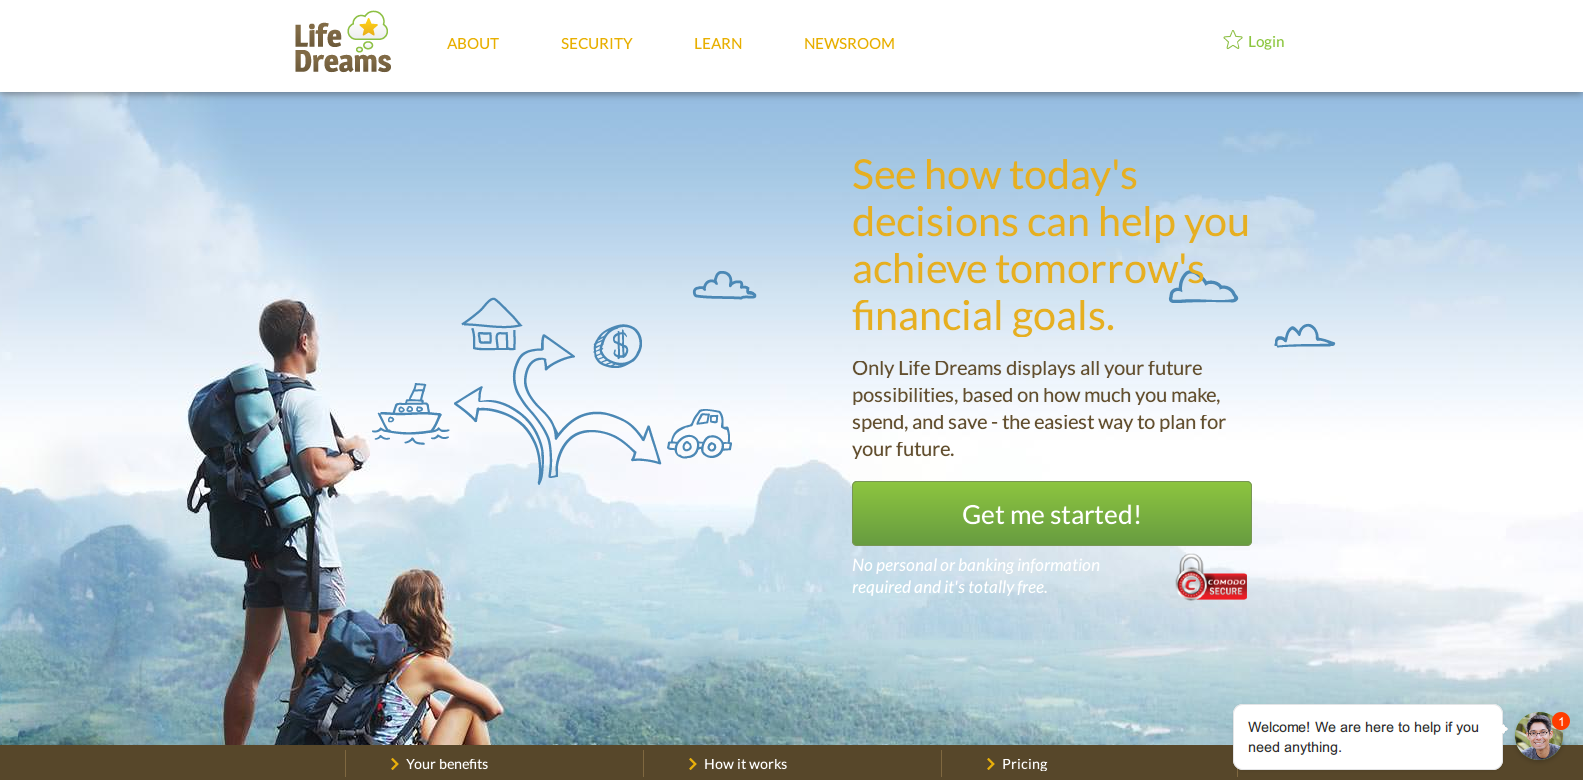 Life
Dreams
ABOUT
SECURITY
LEARN
NEWSROOM
Login
See how today's
decisions can help you
achieve tomorrow's
financial goals.
$
Only Life Dreams displays all your future
possibilities, based on how much you make,
spend, and save - the easiest way to plan for
your future.
Get me started!
No personal or banking information
required and it's totally free.
C
COMODO
SECURE
Welcome! We are here to help if you
need anything.
1
Your benefits
How it works
Pricing